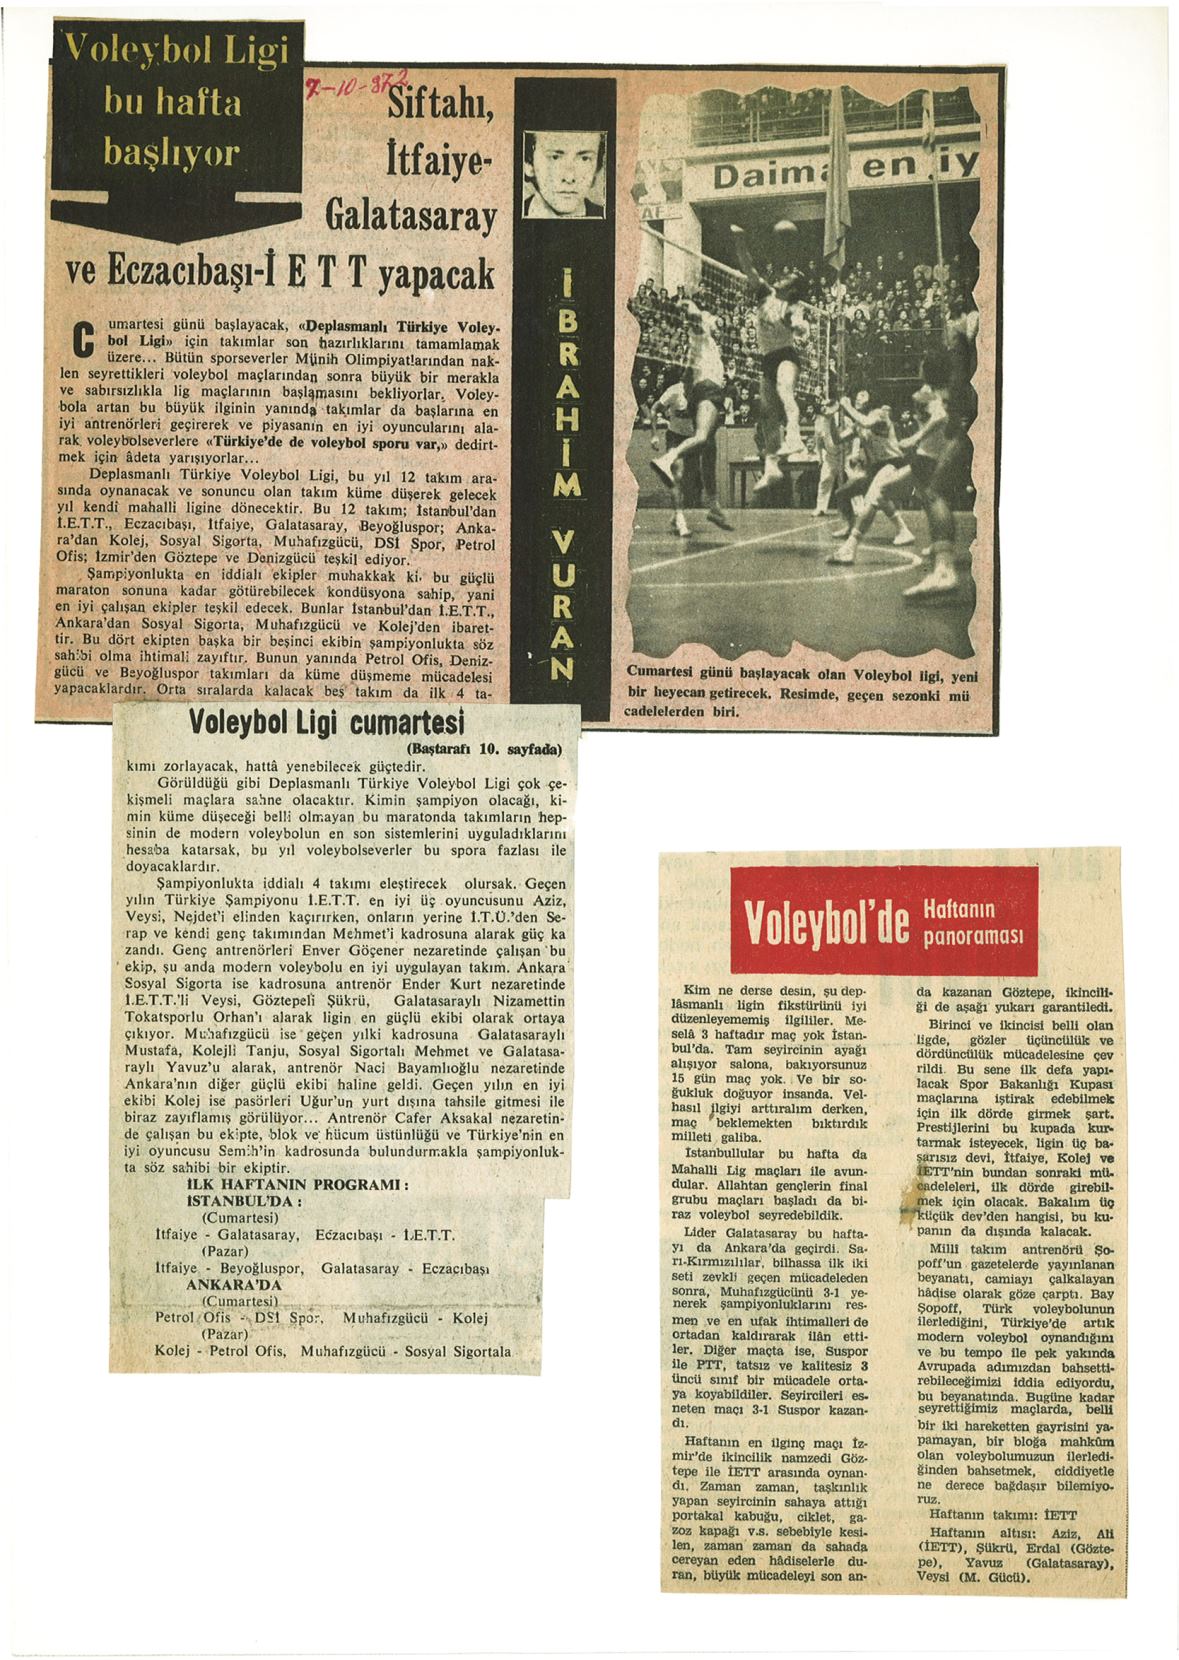 Voleybol Ligi
bu hafta
başlıyor
7-10-972
Siftahı,
İtfaiye-
Galatasaray
ve Eczacıbaşı-İ E T T yapacak
Cumartesi günü başlayacak, «Deplasmanlı Türkiye Voley-
bol Ligi» için takımlar son hazırlıklarını tamamlamak
üzere... Bütün sporseverler Münih Olimpiyatlarından nak-
len seyrettikleri voleybol maçlarından sonra büyük bir merakla
ve sabırsızlıkla lig maçlarının başlamasını bekliyorlar. Voley-
bola artan bu büyük ilginin yanında takımlar da başlarına en
iyi antrenörleri geçirerek ve piyasanın en iyi oyuncularını ala-
rak voleybolseverlere «Türkiye'de de voleybol sporu var,» dedirt-
mek için âdeta yarışıyorlar...
Deplasmanlı Türkiye Voleybol Ligi, bu yıl 12 takım ara-
sında oynanacak ve sonuncu olan takım küme düşerek gelecek
yıl kendi mahalli ligine dönecektir. Bu 12 takım; İstanbul'dan
İ.E.T.T., Eczacıbaşı, İtfaiye, Galatasaray, Beyoğluspor; Anka-
ra'dan Kolej, Sosyal Sigorta, Muhafızgücü, DSİ Spor, Petrol
Ofis; İzmir'den Göztepe ve Denizgücü teşkil ediyor.
Şampiyonlukta en iddialı ekipler muhakkak ki, bu güçlü
maraton sonuna kadar götürebilecek kondüsyona sahip, yani
en iyi çalışan ekipler teşkil edecek. Bunlar İstanbul'dan İ.E.T.T.,
Ankara'dan Sosyal Sigorta, Muhafızgücü ve Kolej'den ibaret-
tir. Bu dört ekipten başka bir beşinci ekibin şampiyonlukta söz
sahibi olma ihtimali zayıftır. Bunun yanında Petrol Ofis, Deniz-
gücü ve Beyoğluspor takımları da küme düşmeme mücadelesi
yapacaklardır. Orta sıralarda kalacak beş takım da ilk 4 ta-
İBRAHİM VURAN
Daima en iy
AF
Cumartesi günü başlayacak olan Voleybol ligi, yeni
bir heyecan getirecek. Resimde, geçen sezonki mü
cadelelerden biri.
Voleybol Ligi cumartesi
(Baştarafı 10. sayfada)
kımı zorlayacak, hattâ yenebilecek güçtedir.
Görüldüğü gibi Deplasmanlı Türkiye Voleybol Ligi çok çe-
kişmeli maçlara sahne olacaktır. Kimin şampiyon olacağı, ki-
min küme düşeceği belli olmayan bu maratonda takımların hep-
sinin de modern voleybolun en son sistemlerini uyguladıklarını
hesaba katarsak, bu yıl voleybolseverler bu spora fazlası ile
doyacaklardır.
Şampiyonlukta iddialı 4 takımı eleştirecek olursak. Geçen
yılın Türkiye Şampiyonu İ.E.T.T. en iyi üç oyuncusunu Aziz,
Veysi, Nejdet'i elinden kaçırırken, onların yerine İ.T.Ü.'den Se-
rap ve kendi genç takımından Mehmet'i kadrosuna alarak güç ka
zandı. Genç antrenörleri Enver Göçener nezaretinde çalışan bu
ekip, şu anda modern voleybolu en iyi uygulayan takım. Ankara
Sosyal Sigorta ise kadrosuna antrenör Ender Kurt nezaretinde
İ.E.T.T.'li Veysi, Göztepeli Şükrü, Galatasaraylı Nizamettin
Tokatsporlu Orhan'ı alarak ligin en güçlü ekibi olarak ortaya
çıkıyor. Muhafızgücü ise geçen yılki kadrosuna Galatasaraylı
Mustafa, Kolejli Tanju, Sosyal Sigortalı Mehmet ve Galatasa-
raylı Yavuz'u alarak, antrenör Naci Bayamlıoğlu nezaretinde
Ankara'nın diğer güçlü ekibi haline geldi. Geçen yılın en iyi
ekibi Kolej ise pasörleri Uğur'un yurt dışına tahsile gitmesi ile
biraz zayıflamış görülüyor... Antrenör Cafer Aksakal nezaretin-
de çalışan bu ekipte, blok ve hücum üstünlüğü ve Türkiye'nin en
iyi oyuncusu Semih'in kadrosunda bulundurmakla şampiyonluk-
ta söz sahibi bir ekiptir.
İLK HAFTANIN PROGRAMI :
İSTANBUL'DA :
(Cumartesi)
İtfaiye - Galatasaray, Eczacıbaşı - İ.E.T.T.
(Pazar)
İtfaiye - Beyoğluspor, Galatasaray - Eczacıbaşı
ANKARA'DA
(Cumartesi)
Petrol Ofis - DSİ Spor, Muhafızgücü - Kolej
(Pazar)
Kolej - Petrol Ofis, Muhafızgücü - Sosyal Sigortala
Voleybol'de Haftanın
panoraması
Kim ne derse desin, şu dep-
lâsmanlı ligin fikstürünü iyi
düzenleyememiş ilgililer. Me-
selâ 3 haftadır maç yok İstan-
bul'da. Tam seyircinin ayağı
alışıyor salona, bakıyorsunuz
15 gün maç yok. Ve bir so-
ğukluk doğuyor insanda. Vel-
hasıl ilgiyi arttıralım derken,
maç beklemekten bıktırdık
milleti galiba.
İstanbullular bu hafta da
Mahalli Lig maçları ile avun-
dular. Allahtan gençlerin final
grubu maçları başladı da bi-
raz voleybol seyredebildik.
Lider Galatasaray bu hafta-
yı da Ankara'da geçirdi. Sa-
rı-Kırmızılılar, bilhassa ilk iki
seti zevkli geçen mücadeleden
sonra, Muhafızgücünü 3-1 ye-
nerek şampiyonluklarını res-
men ve en ufak ihtimalleri de
ortadan kaldırarak ilân etti-
ler. Diğer maçta ise, Suspor
ile PTT, tatsız ve kalitesiz 3
üncü sınıf bir mücadele orta-
ya koyabildiler. Seyircileri es-
neten maçı 3-1 Suspor kazan-
dı.
Haftanın en ilginç maçı İz-
mir'de ikincilik namzedi Göz-
tepe ile İETT arasında oynan-
dı. Zaman zaman, taşkınlık
yapan seyircinin sahaya attığı
portakal kabuğu, ciklet, ga-
zoz kapağı v.s. sebebiyle kesi-
len, zaman zaman da sahada
cereyan eden hâdiselerle du-
ran, büyük mücadeleyi son an-
da kazanan Göztepe, ikincili-
ği de aşağı yukarı garantiledi.
Birinci ve ikincisi belli olan
ligde, gözler üçüncülük ve
dördüncülük mücadelesine çev
rildi. Bu sene ilk defa yapı-
lacak Spor Bakanlığı Kupası
maçlarına iştirak edebilmek
için ilk dörde girmek şart.
Prestijlerini bu kupada kur-
tarmak isteyecek, ligin üç ba-
şarısız devi, İtfaiye, Kolej ve
İETT'nin bundan sonraki mü-
cadeleleri, ilk dörde girebil-
mek için olacak. Bakalım üç
küçük dev'den hangisi, bu ku-
panın da dışında kalacak.
Milli takım antrenörü Şo-
poff'un gazetelerde yayınlanan
beyanatı, camiayı çalkalayan
hâdise olarak göze çarptı. Bay
Şopoff, Türk voleybolunun
ilerlediğini, Türkiye'de artık
modern voleybol oynandığını
ve bu tempo ile pek yakında
Avrupada adımızdan bahsetti-
rebileceğimizi iddia ediyordu,
bu beyanatında. Bugüne kadar
seyrettiğimiz maçlarda, belli
bir iki hareketten gayrisini ya-
pamayan, bir bloğa mahkûm
olan voleybolumuzun ilerledi-
ğinden bahsetmek, ciddiyetle
ne derece bağdaşır bilemiyo-
ruz.
Haftanın takımı: İETT
Haftanın altısı: Aziz, Ali
(İETT), Şükrü, Erdal (Gözte-
pe), Yavuz (Galatasaray),
Veysi (M. Gücü).